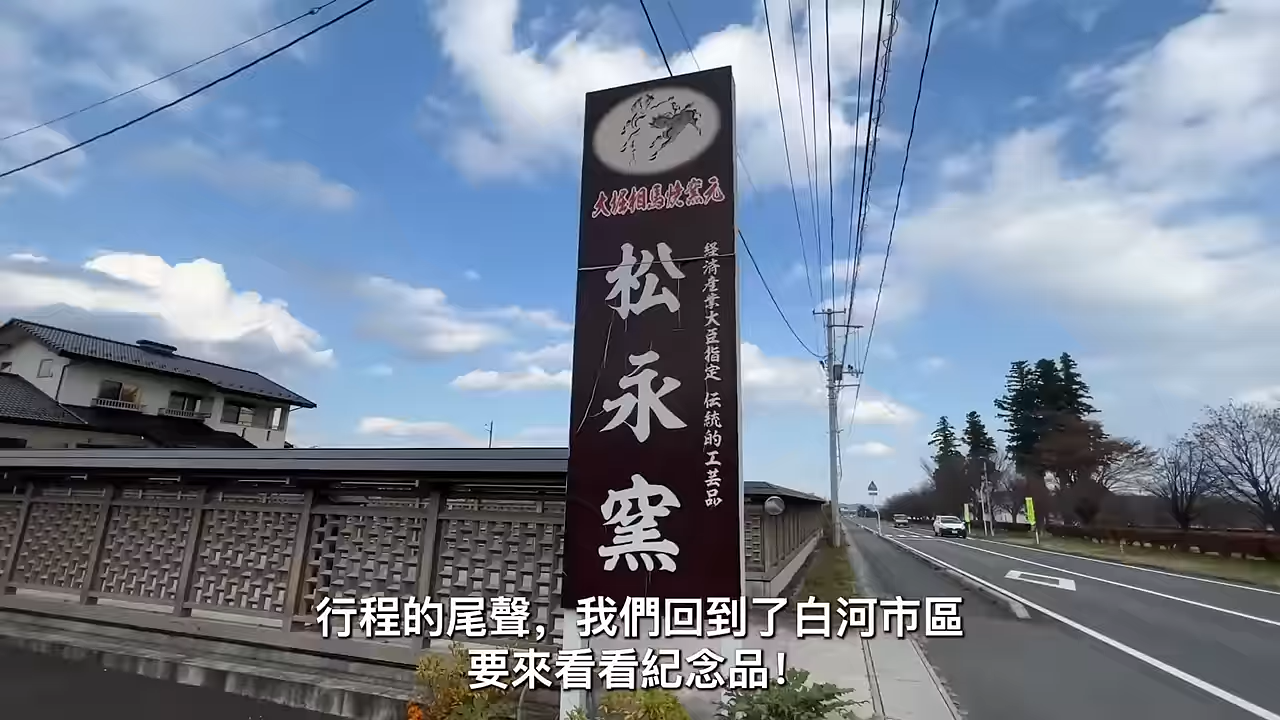 大堀相馬焼窯元
松永窯
経済産業大臣指定 伝統的工芸品
行程的尾聲，我們回到了白河市區
要來看看紀念品！